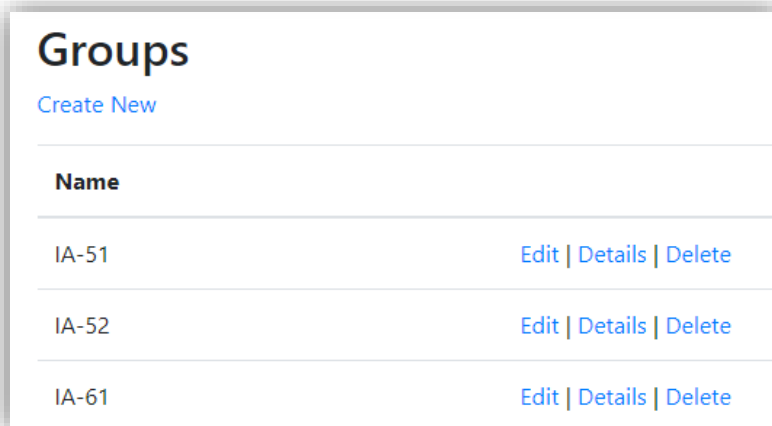 Groups
Create New
Name
IA-51 Edit | Details | Delete
IA-52 Edit | Details | Delete
IA-61 Edit | Details | Delete